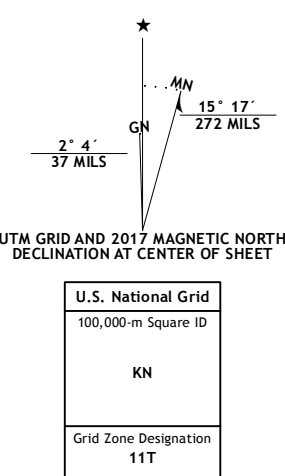 ★
MN
GN
15° 17´
272 MILS
2° 4´
37 MILS
UTM GRID AND 2017 MAGNETIC NORTH
DECLINATION AT CENTER OF SHEET
U.S. National Grid
100,000-m Square ID
KN
Grid Zone Designation
11T